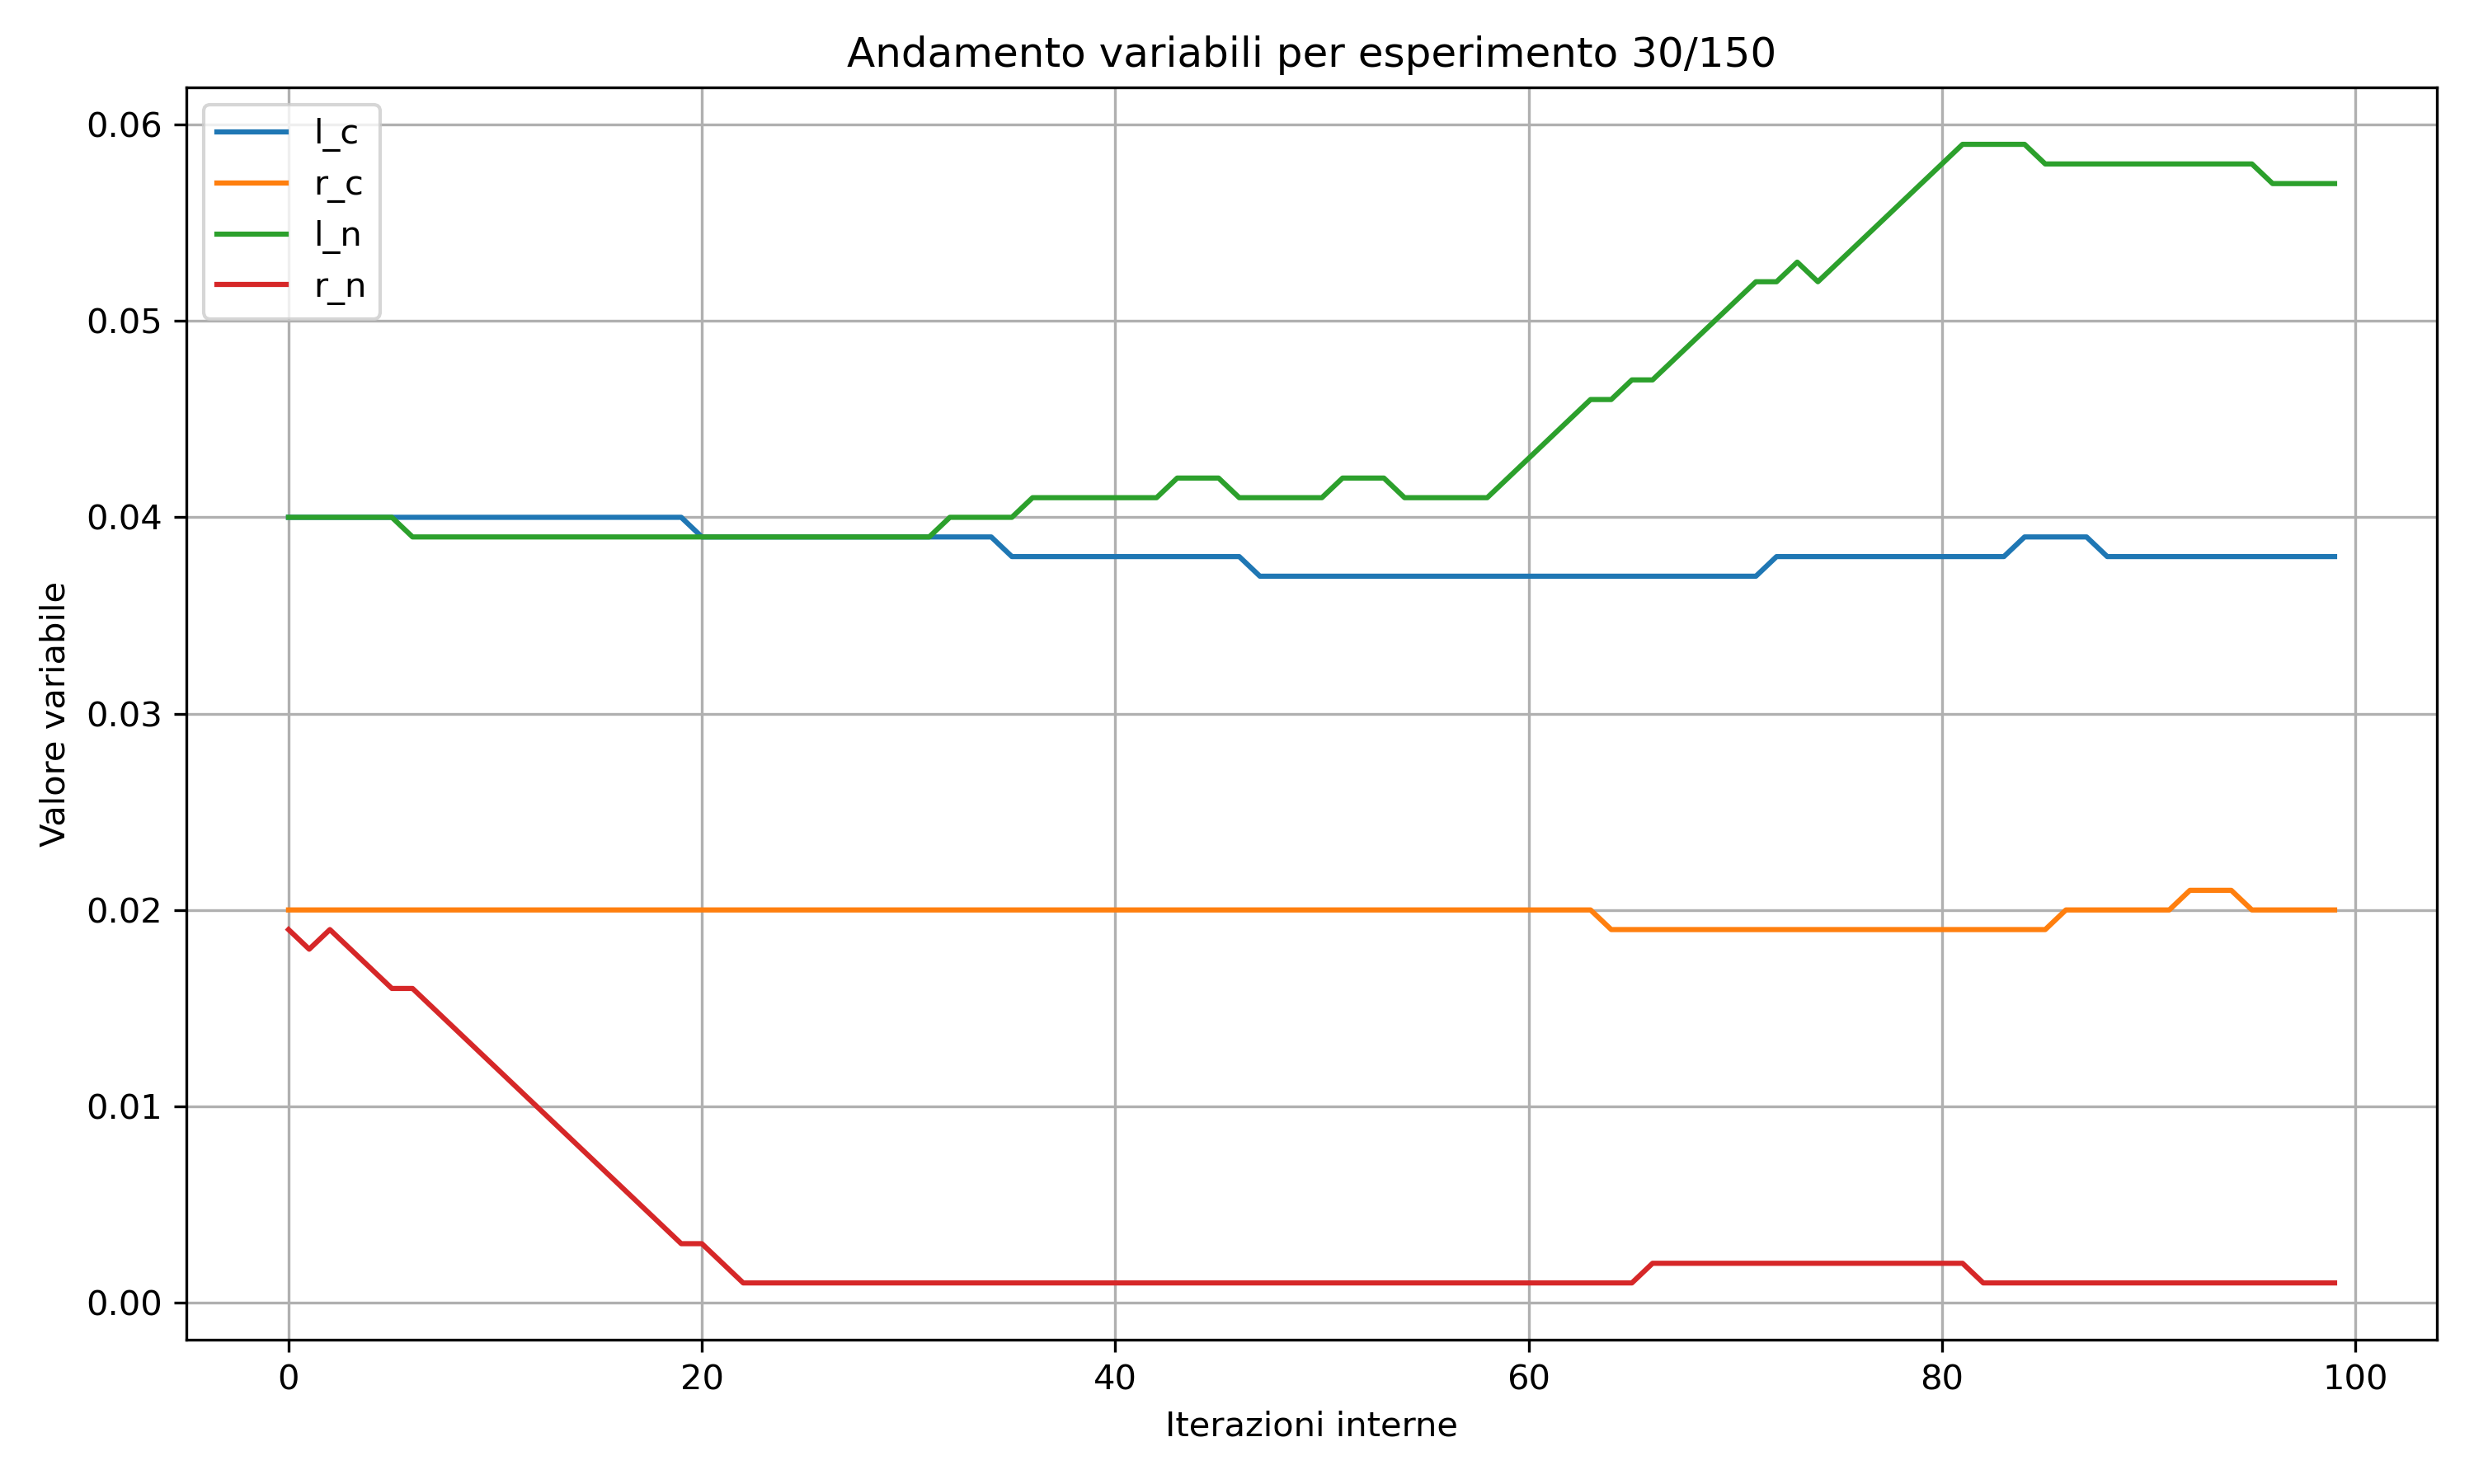 Andamento variabili per esperimento 30/150
l_c
r_c
l_n
r_n
0.06
0.05
0.04
0.03
0.02
0.01
0.00
Valore variabile
0 20 40 60 80 100
Iterazioni interne